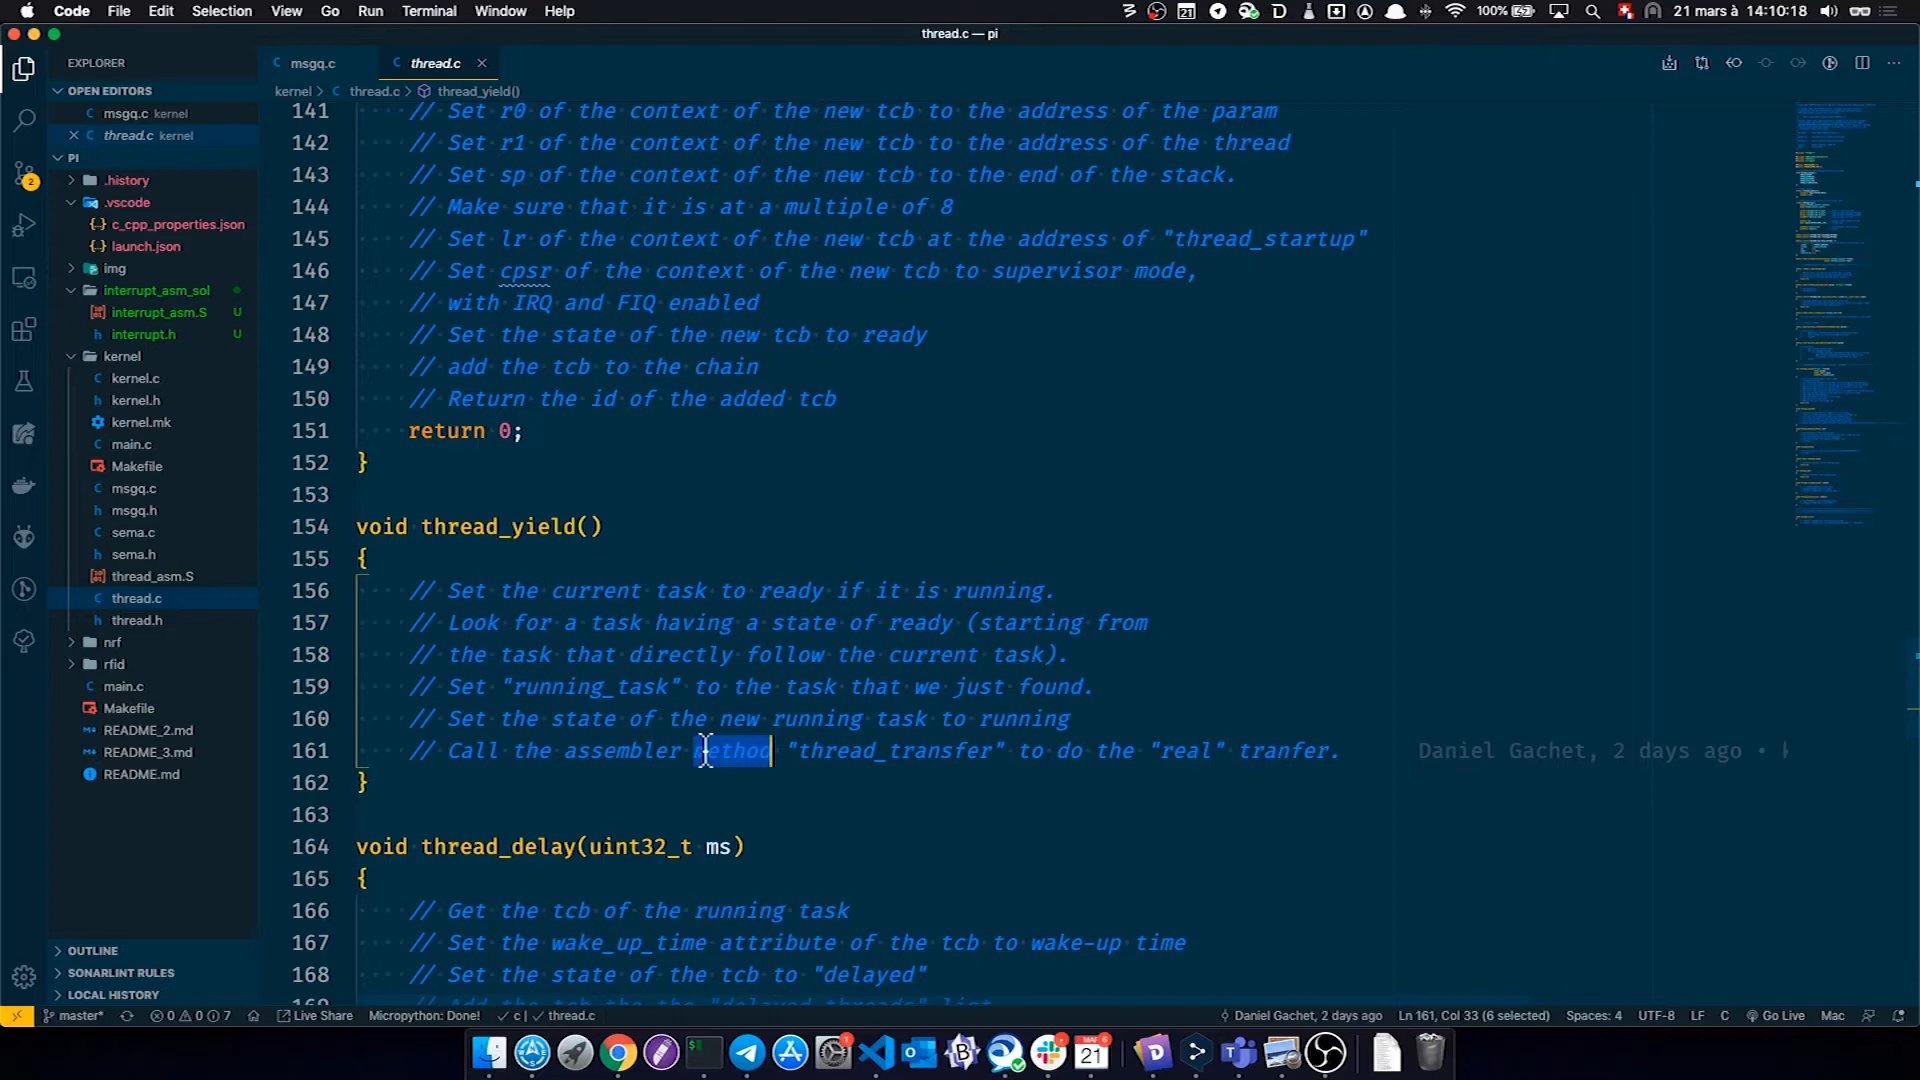 Code File Edit Selection View Go Run Terminal Window Help
100% 21 mars à 14:10:18
thread.c — pi
EXPLORER
OPEN EDITORS
msgq.c kernel
thread.c kernel
PI
.history
.vscode
c_cpp_properties.json
launch.json
img
interrupt_asm_sol
interrupt_asm.S U
interrupt.h U
kernel
kernel.c
kernel.h
kernel.mk
main.c
Makefile
msgq.c
msgq.h
sema.c
sema.h
thread_asm.S
thread.c
thread.h
nrf
rfid
main.c
Makefile
README_2.md
README_3.md
README.md
OUTLINE
SONARLINT RULES
LOCAL HISTORY
msgq.c
thread.c
kernel > thread.c > thread_yield()
141 // Set r0 of the context of the new tcb to the address of the param
142 // Set r1 of the context of the new tcb to the address of the thread
143 // Set sp of the context of the new tcb to the end of the stack.
144 // Make sure that it is at a multiple of 8
145 // Set lr of the context of the new tcb at the address of "thread_startup"
146 // Set cpsr of the context of the new tcb to supervisor mode,
147 // with IRQ and FIQ enabled
148 // Set the state of the new tcb to ready
149 // add the tcb to the chain
150 // Return the id of the added tcb
151 return 0;
152 }
153
154 void thread_yield()
155 {
156 // Set the current task to ready if it is running.
157 // Look for a task having a state of ready (starting from
158 // the task that directly follow the current task).
159 // Set "running_task" to the task that we just found.
160 // Set the state of the new running task to running
161 // Call the assembler method "thread_transfer" to do the "real" tranfer. Daniel Gachet, 2 days ago •
162 }
163
164 void thread_delay(uint32_t ms)
165 {
166 // Get the tcb of the running task
167 // Set the wake_up_time attribute of the tcb to wake-up time
168 // Set the state of the tcb to "delayed"
169 // Add the tcb the the "delayed_threads" list
master* 0 0 7 Live Share Micropython: Done! c thread.c
Daniel Gachet, 2 days ago Ln 161, Col 33 (6 selected) Spaces: 4 UTF-8 LF C Go Live Mac